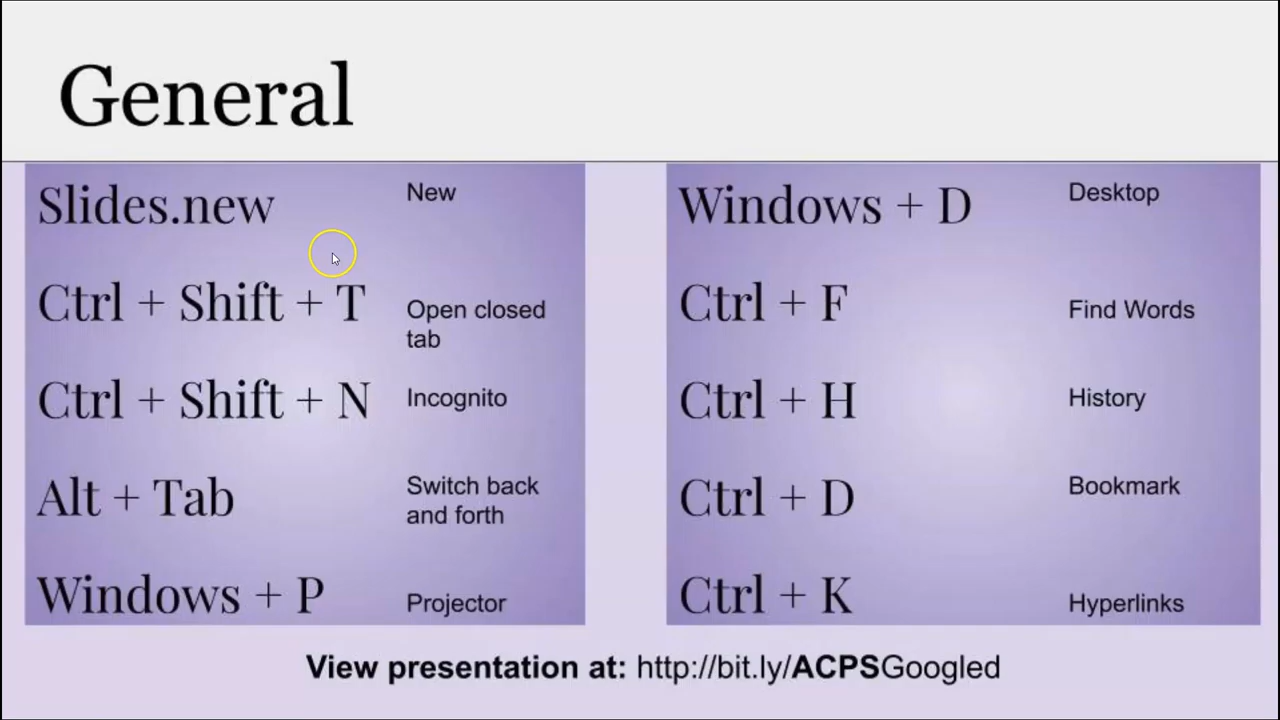 General
Slides.new New
Ctrl + Shift + T Open closed
tab
Ctrl + Shift + N Incognito
Alt + Tab Switch back
and forth
Windows + P Projector
Windows + D Desktop
Ctrl + F Find Words
Ctrl + H History
Ctrl + D Bookmark
Ctrl + K Hyperlinks
View presentation at: http://bit.ly/ACPSGoogled